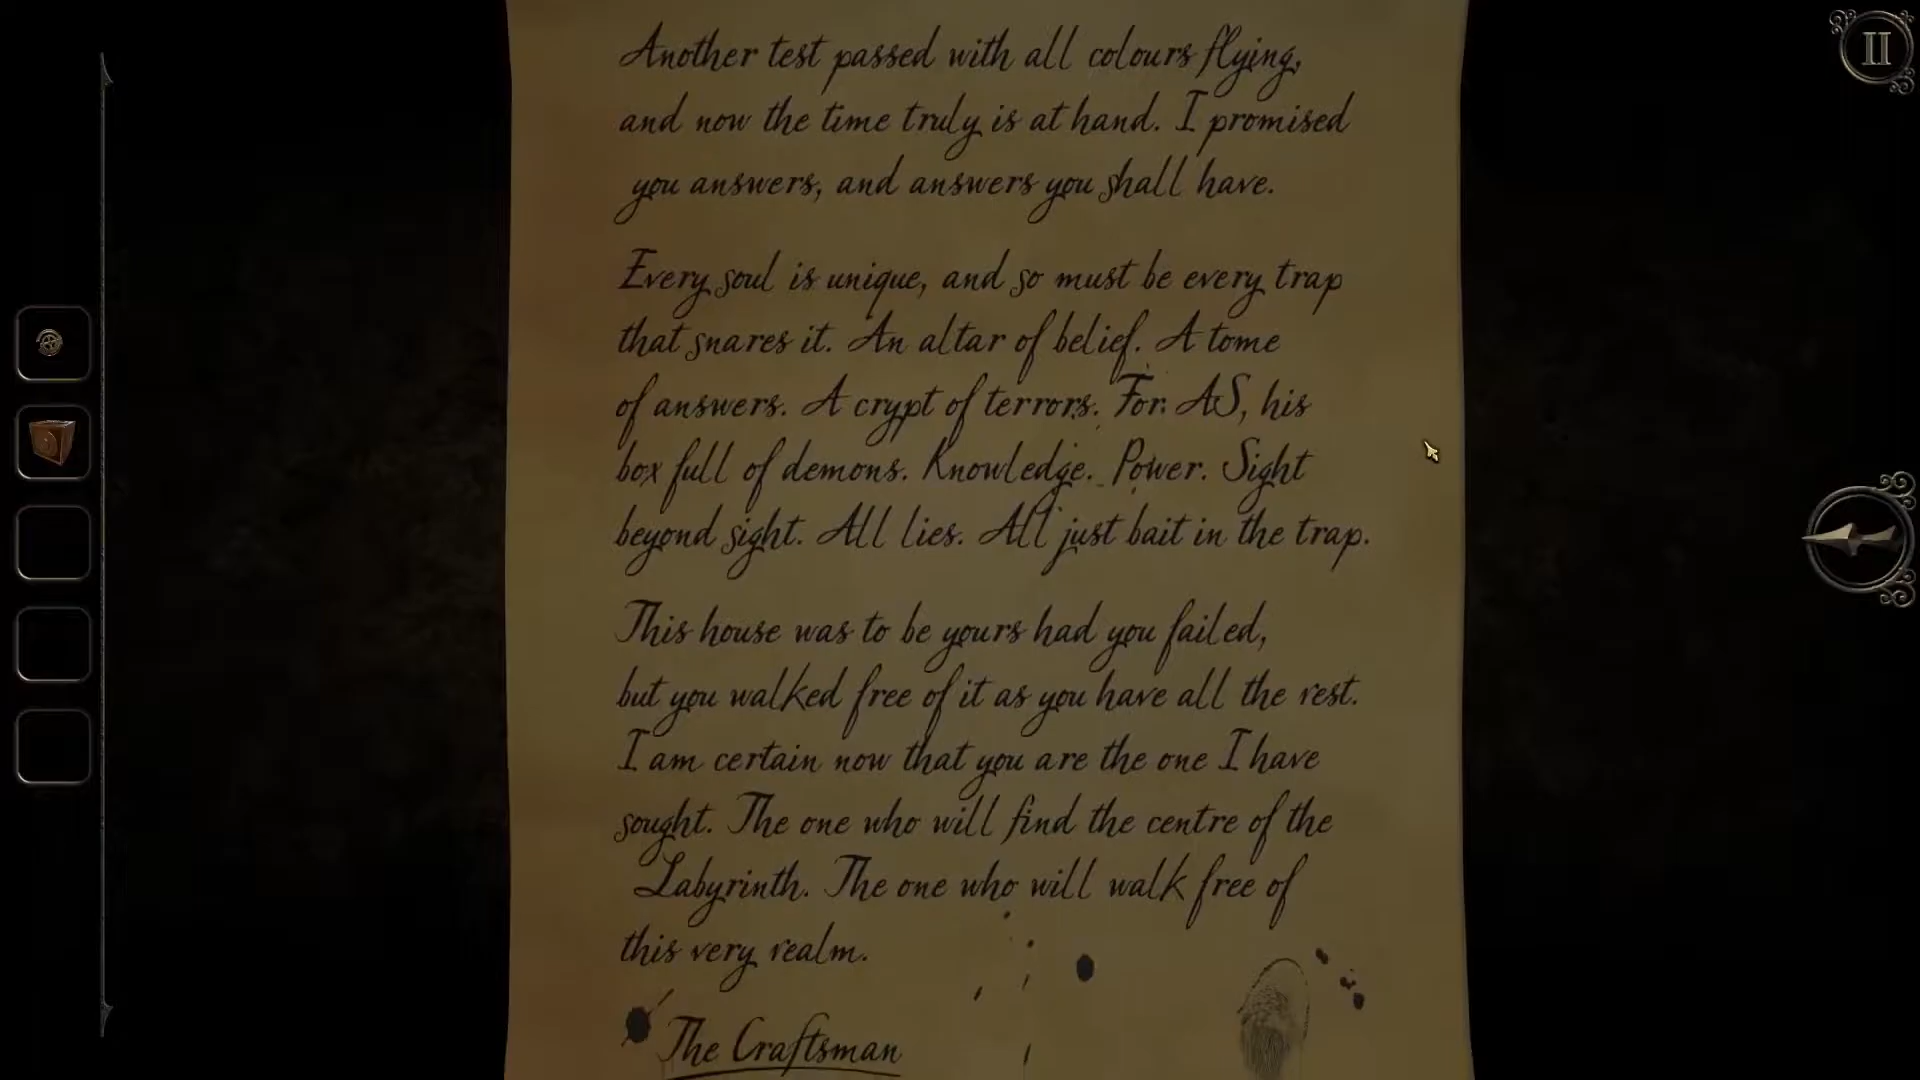 Another test passed with all colours flying,
and now the time truly is at hand. I promised
you answers, and answers you shall have.
Every soul is unique, and so must be every trap
that snares it. An altar of belief. A tome
of answers. A crypt of terrors. For AS, his
box full of demons. Knowledge. Power. Sight
beyond sight. All lies. All just bait in the trap.
This house was to be yours had you failed,
but you walked free of it as you have all the rest.
I am certain now that you are the one I have
sought. The one who will find the centre of the
Labyrinth. The one who will walk free of
this very realm.
The Craftsman